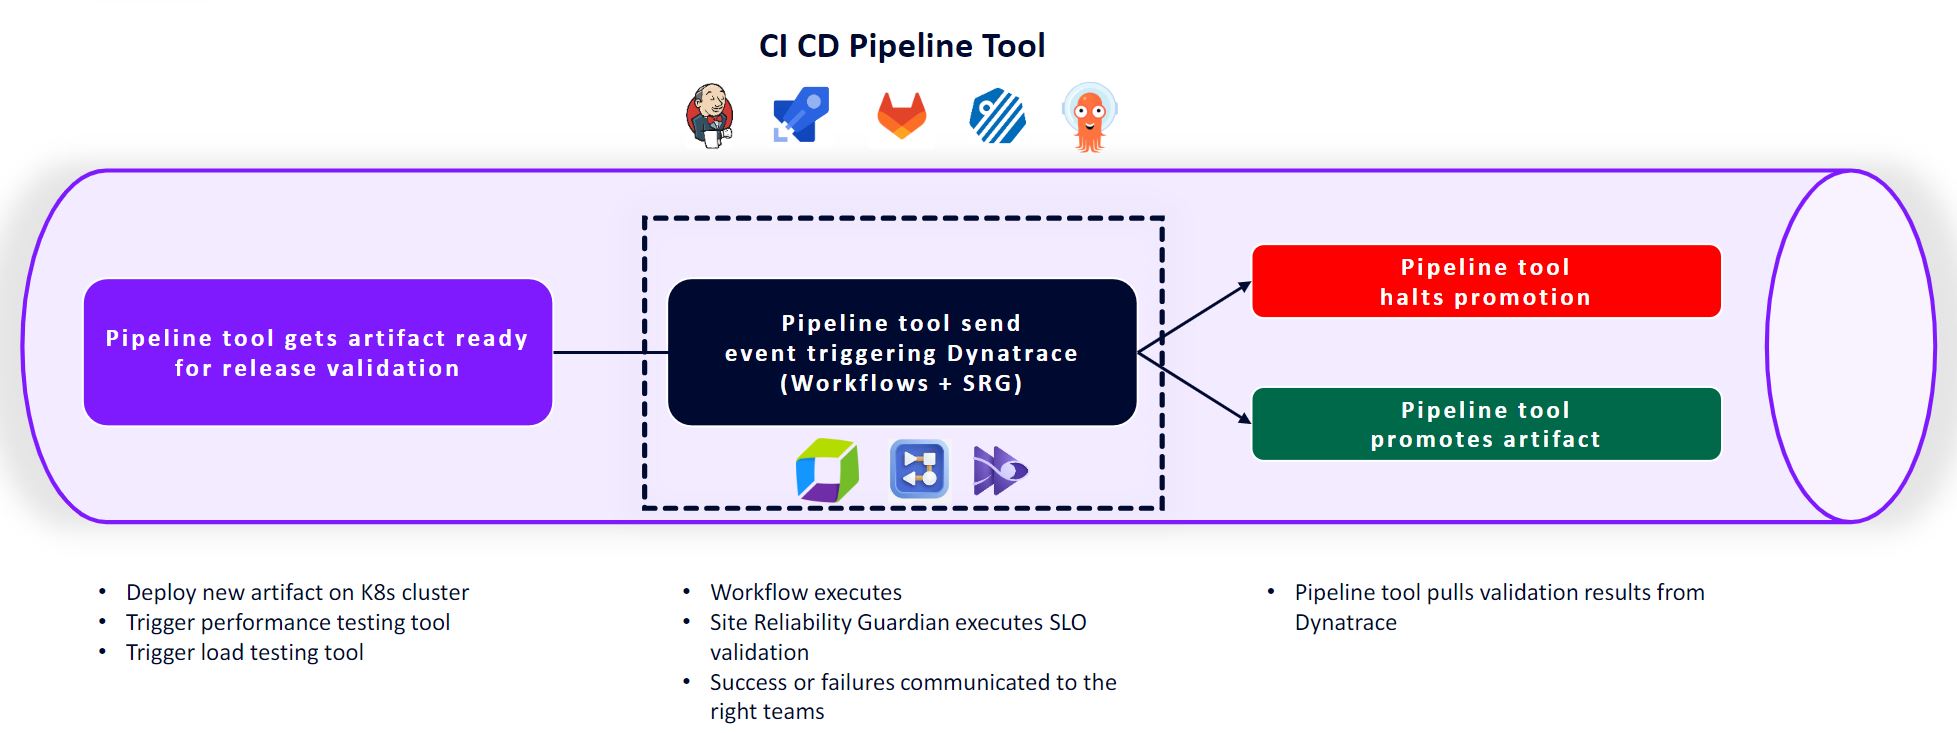 CI CD Pipeline Tool
Pipeline tool gets artifact ready
for release validation
Pipeline tool send
event triggering Dynatrace
(Workflows + SRG)
Pipeline tool
halts promotion
Pipeline tool
promotes artifact
• Deploy new artifact on K8s cluster
• Trigger performance testing tool
• Trigger load testing tool
• Workflow executes
• Site Reliability Guardian executes SLO
validation
• Success or failures communicated to the
right teams
• Pipeline tool pulls validation results from
Dynatrace